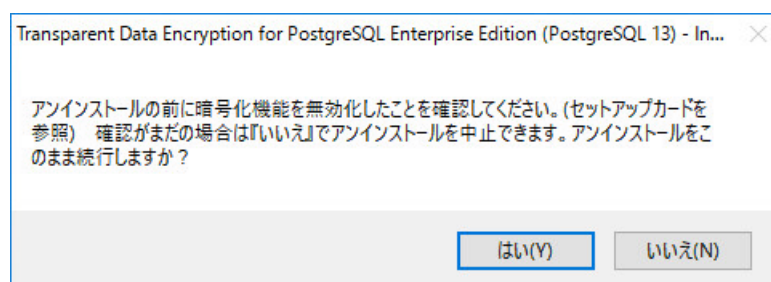 Transparent Data Encryption for PostgreSQL Enterprise Edition (PostgreSQL 13) - In...
アンインストールの前に暗号化機能を無効化したことを確認してください。(セットアップカードを
参照)　確認がまだの場合は『いいえ』でアンインストールを中止できます。アンインストールをこ
のまま続行しますか？
はい(Y)
いいえ(N)